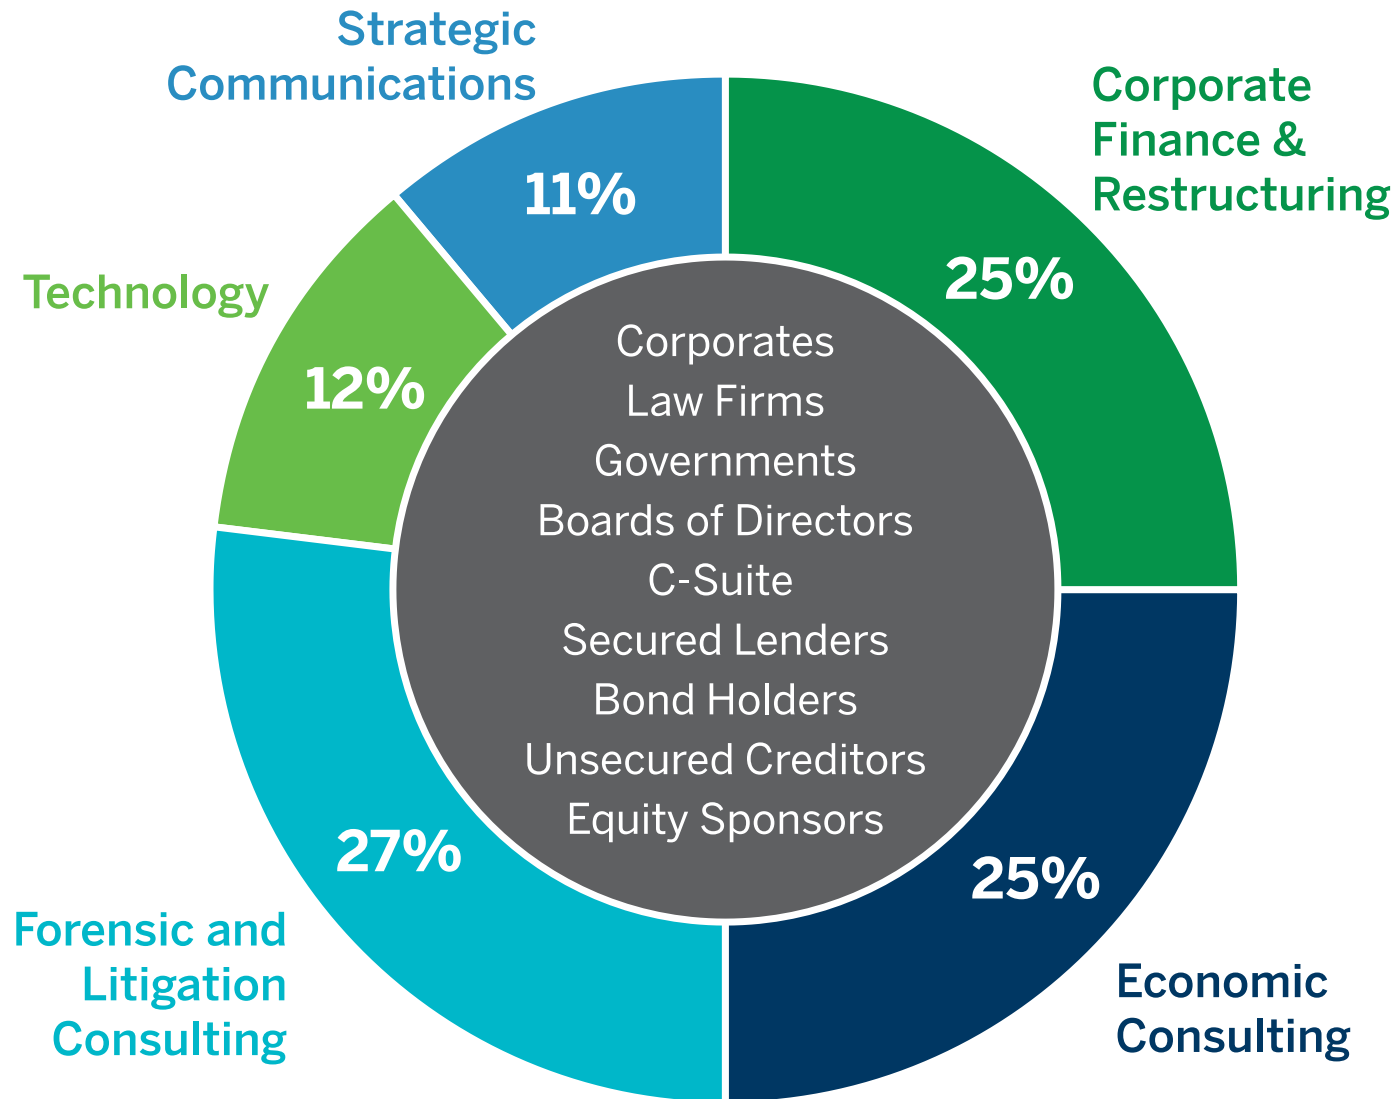 Strategic
Communications
11%
Corporate
Finance &
Restructuring
25%
Technology
12%
Corporates
Law Firms
Governments
Boards of Directors
C-Suite
Secured Lenders
Bond Holders
Unsecured Creditors
Equity Sponsors
27%
Forensic and
Litigation
Consulting
25%
Economic
Consulting